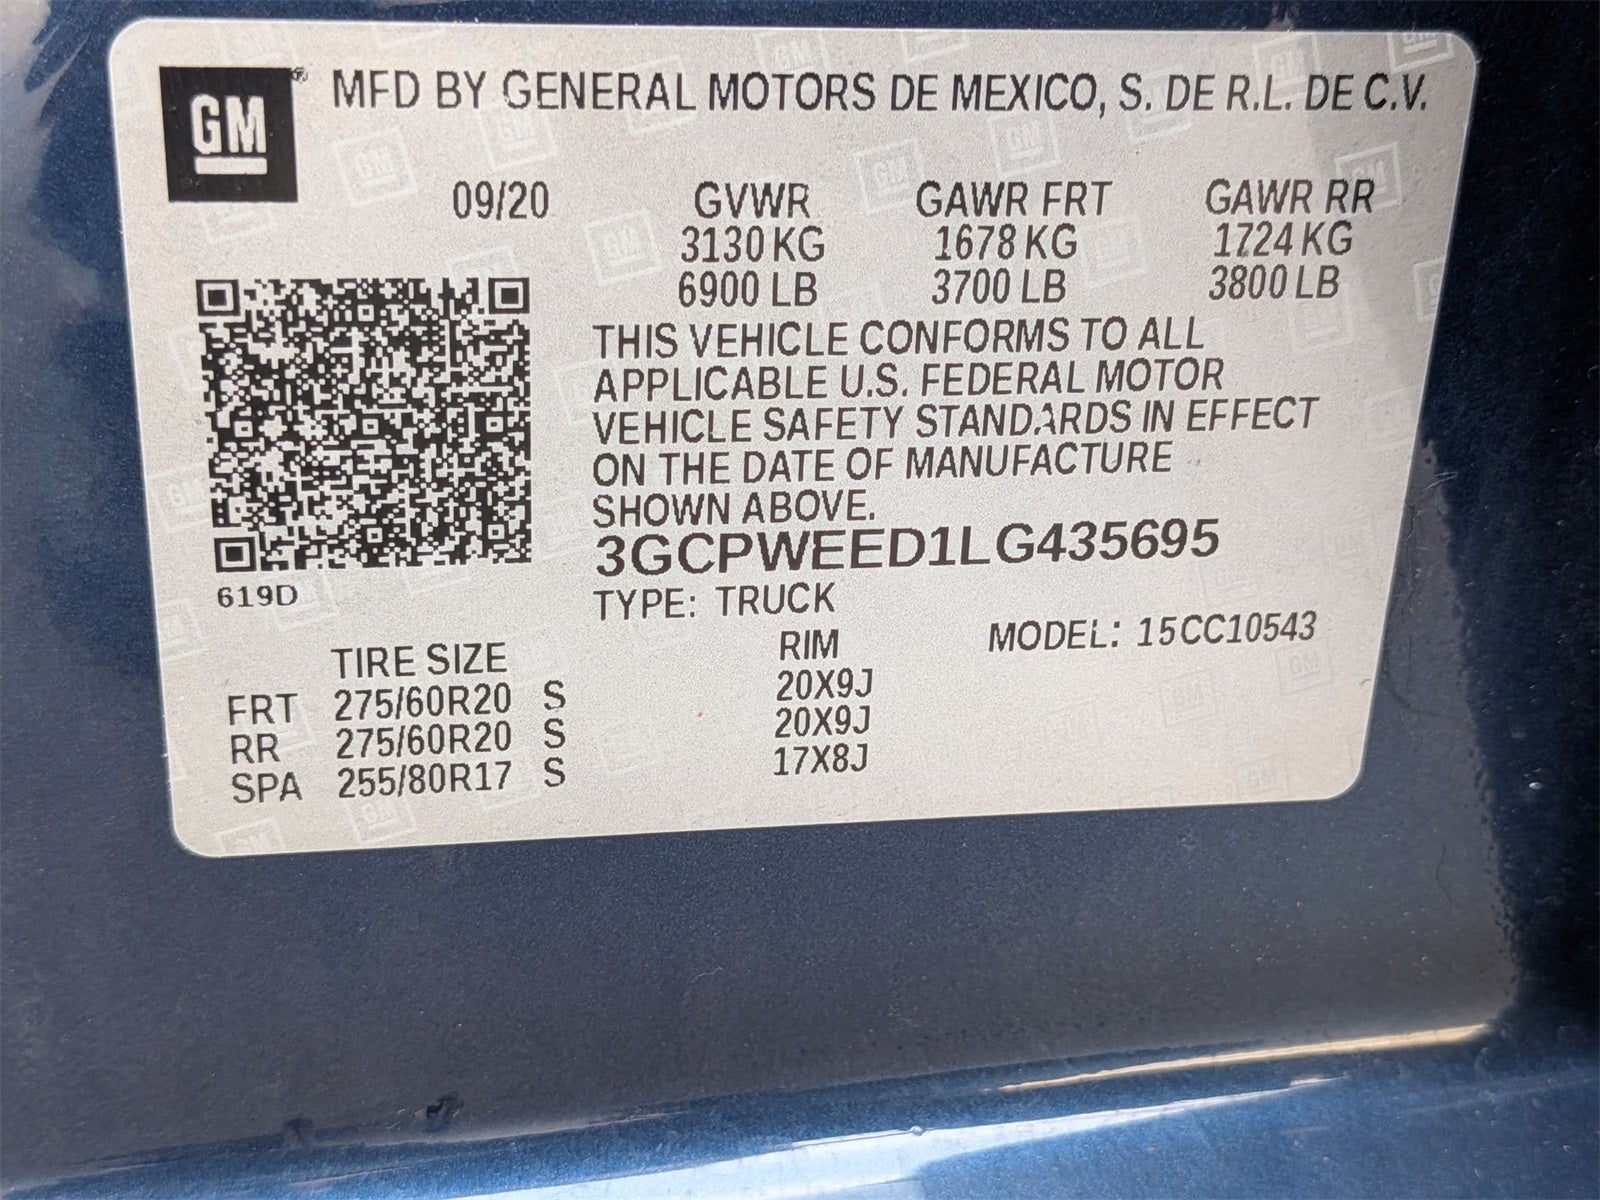 GM ® MFD BY GENERAL MOTORS DE MEXICO, S. DE R.L. DE C.V.
09/20 GVWR GAWR FRT GAWR RR
3130 KG 1678 KG 1724 KG
6900 LB 3700 LB 3800 LB
THIS VEHICLE CONFORMS TO ALL
APPLICABLE U.S. FEDERAL MOTOR
VEHICLE SAFETY STANDARDS IN EFFECT
ON THE DATE OF MANUFACTURE
SHOWN ABOVE.
3GCPWEED1LG435695
619D
TYPE: TRUCK
TIRE SIZE RIM MODEL: 15CC10543
FRT 275/60R20 S 20X9J
RR 275/60R20 S 20X9J
SPA 255/80R17 S 17X8J